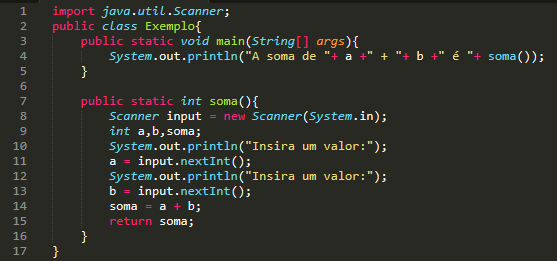 1 import java.util.Scanner;
2 public class Exemplo{
3     public static void main(String[] args){
4         System.out.println("A soma de "+ a +" + "+ b +" é "+ soma());
5     }
6
7     public static int soma(){
8         Scanner input = new Scanner(System.in);
9         int a,b,soma;
10         System.out.println("Insira um valor:");
11         a = input.nextInt();
12         System.out.println("Insira um valor:");
13         b = input.nextInt();
14         soma = a + b;
15         return soma;
16     }
17 }